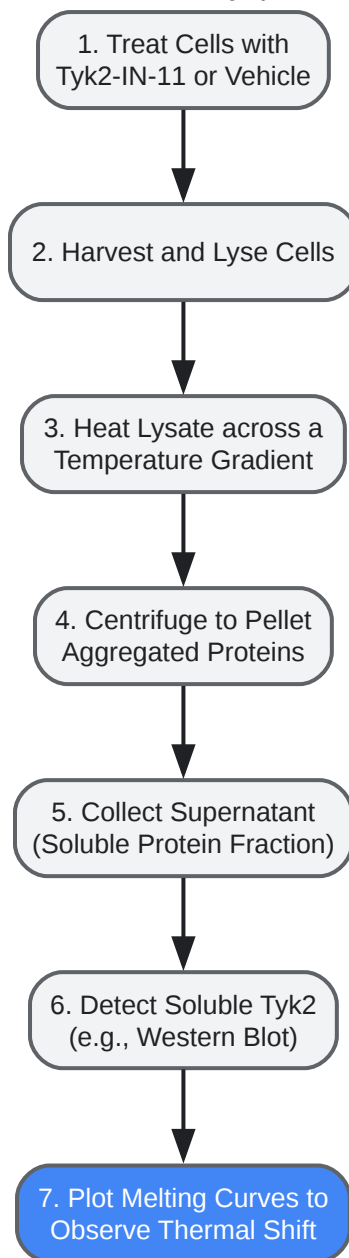 1. Treat Cells with
Tyk2-IN-11 or Vehicle
2. Harvest and Lyse Cells
3. Heat Lysate across a
Temperature Gradient
4. Centrifuge to Pellet
Aggregated Proteins
5. Collect Supernatant
(Soluble Protein Fraction)
6. Detect Soluble Tyk2
(e.g., Western Blot)
7. Plot Melting Curves to
Observe Thermal Shift